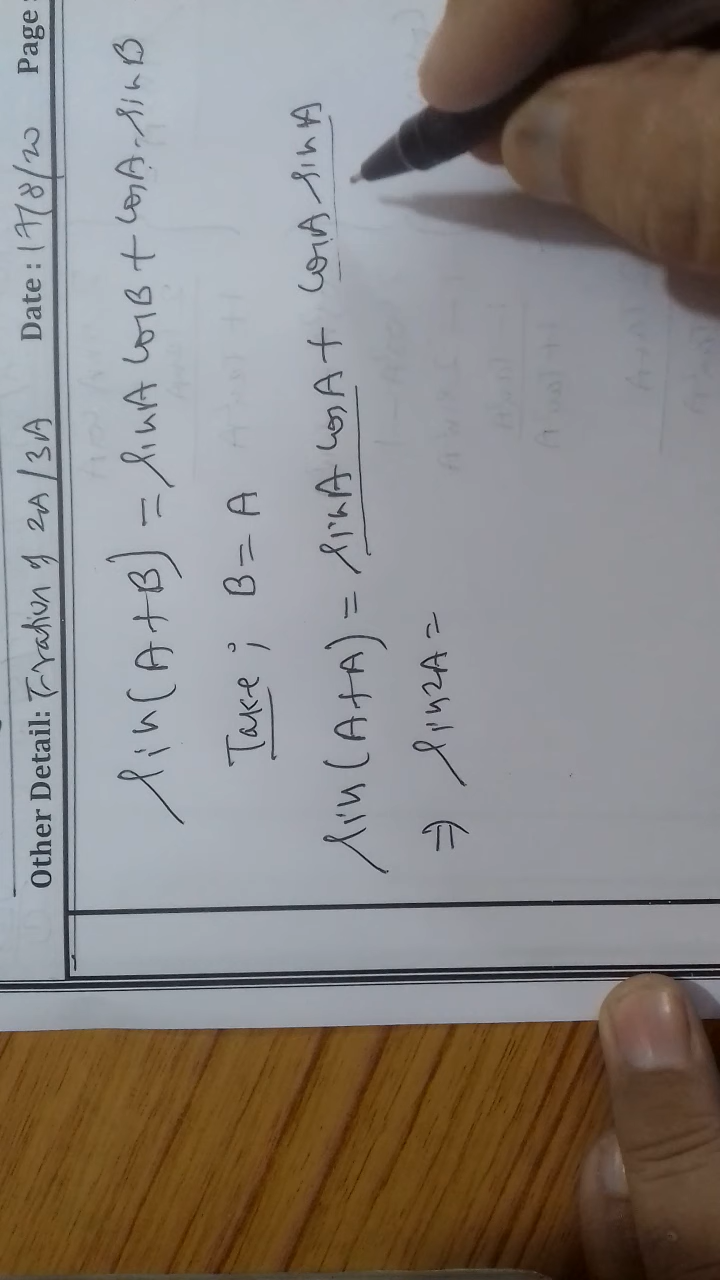 Other Detail: T-ration of 2A/3A Date: 17/8/20 Page:
sin(A+B) = sinA cosB + cosA.sinB
Take; B=A
sin(A+A) = sinA cosA + cosA sinA
⇒ sin2A =